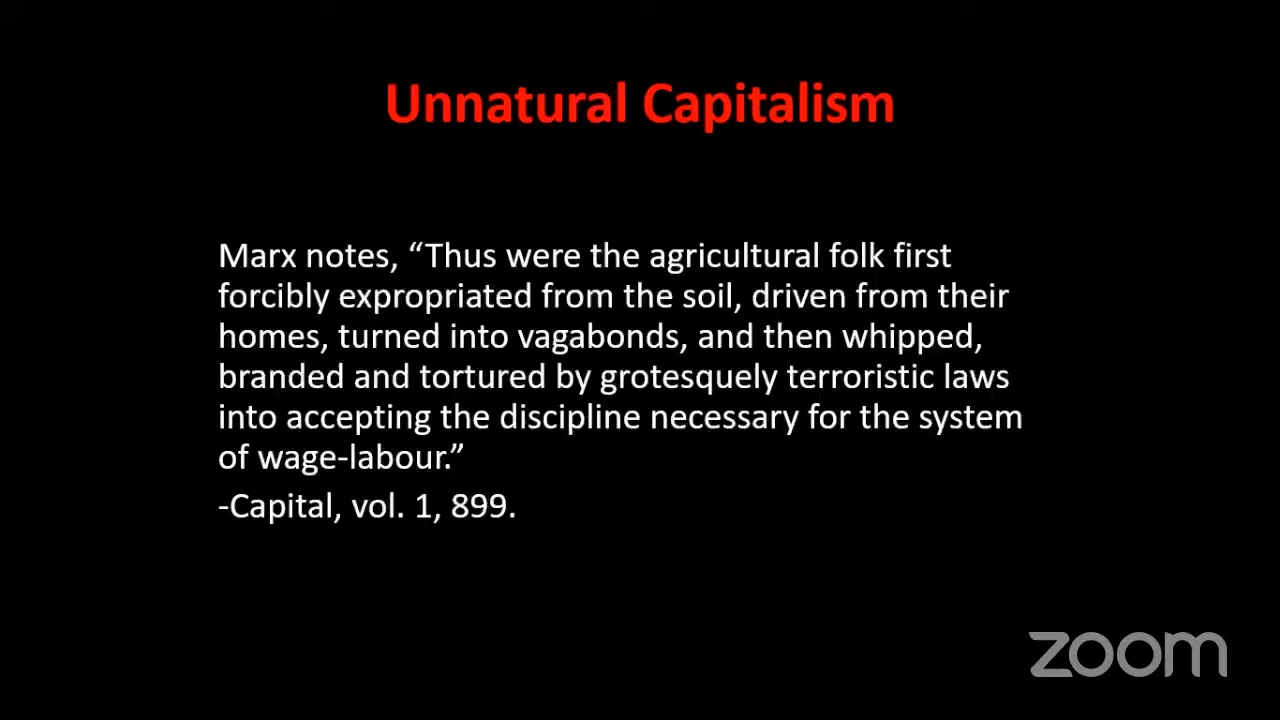 Unnatural Capitalism
Marx notes, “Thus were the agricultural folk first
forcibly expropriated from the soil, driven from their
homes, turned into vagabonds, and then whipped,
branded and tortured by grotesquely terroristic laws
into accepting the discipline necessary for the system
of wage-labour.”
-Capital, vol. 1, 899.
zoom